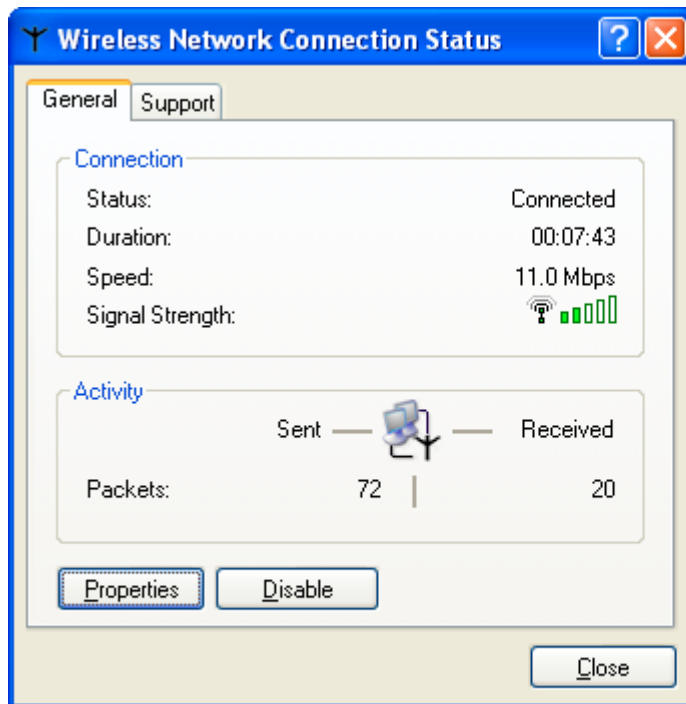 Wireless Network Connection Status
General Support
Connection
Status: Connected
Duration: 00:07:43
Speed: 11.0 Mbps
Signal Strength:
Activity
Sent Received
Packets: 72 20
Properties Disable
Close